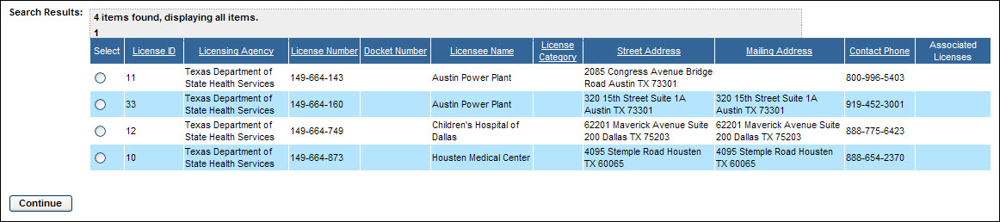 Search Results:
4 items found, displaying all items.
1
Select License ID Licensing Agency License Number Docket Number Licensee Name License Category Street Address Mailing Address Contact Phone Associated Licenses
11 Texas Department of State Health Services 149-664-143 Austin Power Plant 2085 Congress Avenue Bridge Road Austin TX 73301 800-996-5403
33 Texas Department of State Health Services 149-664-160 Austin Power Plant 320 15th Street Suite 1A Austin TX 73301 320 15th Street Suite 1A Austin TX 73301 919-452-3001
12 Texas Department of State Health Services 149-664-749 Children's Hospital of Dallas 62201 Maverick Avenue Suite 200 Dallas TX 75203 62201 Maverick Avenue Suite 200 Dallas TX 75203 888-775-6423
10 Texas Department of State Health Services 149-664-873 Housten Medical Center 4095 Stemple Road Housten TX 60065 4095 Stemple Road Housten TX 60065 888-654-2370
Continue